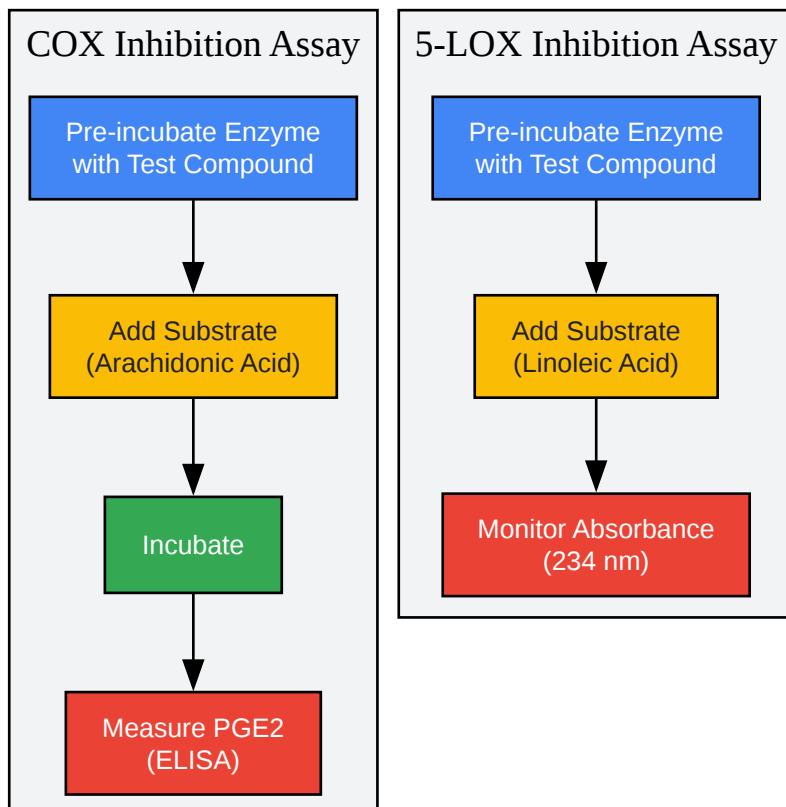 COX Inhibition Assay
Pre-incubate Enzyme
with Test Compound
Add Substrate
(Arachidonic Acid)
Incubate
Measure PGE2
(ELISA)
5-LOX Inhibition Assay
Pre-incubate Enzyme
with Test Compound
Add Substrate
(Linoleic Acid)
Monitor Absorbance
(234 nm)